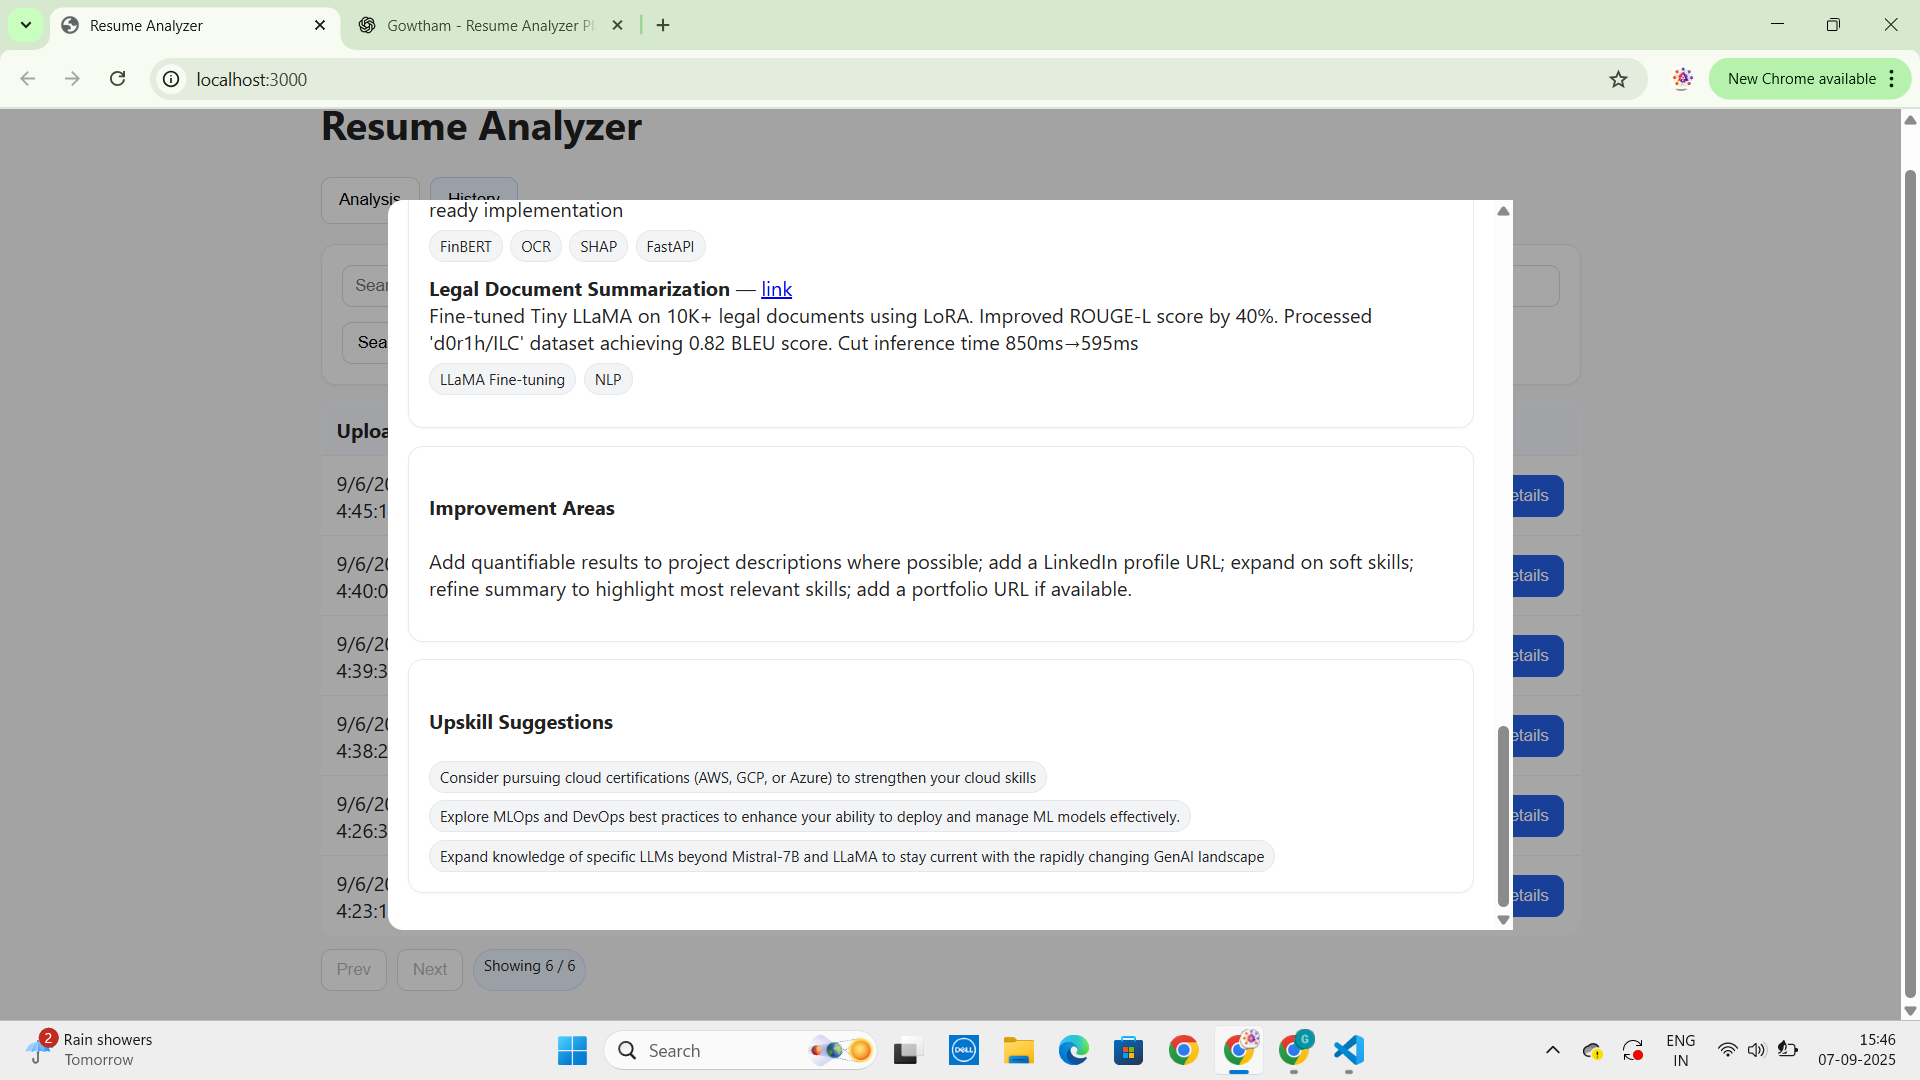 Resume Analyzer
Gowtham - Resume Analyzer Pl
localhost:3000
New Chrome available
Resume Analyzer
Analysis
History
Sear
Sea
Uploa
9/6/20
4:45:1
etails
9/6/20
4:40:0
etails
9/6/20
4:39:3
etails
9/6/20
4:38:2
etails
9/6/20
4:26:3
etails
9/6/20
4:23:1
etails
Prev
Next
Showing 6 / 6
ready implementation
FinBERT
OCR
SHAP
FastAPI
Legal Document Summarization — link
Fine-tuned Tiny LLaMA on 10K+ legal documents using LoRA. Improved ROUGE-L score by 40%. Processed
'd0r1h/ILC' dataset achieving 0.82 BLEU score. Cut inference time 850ms→595ms
LLaMA Fine-tuning
NLP
Improvement Areas
Add quantifiable results to project descriptions where possible; add a LinkedIn profile URL; expand on soft skills;
refine summary to highlight most relevant skills; add a portfolio URL if available.
Upskill Suggestions
Consider pursuing cloud certifications (AWS, GCP, or Azure) to strengthen your cloud skills
Explore MLOps and DevOps best practices to enhance your ability to deploy and manage ML models effectively.
Expand knowledge of specific LLMs beyond Mistral-7B and LLaMA to stay current with the rapidly changing GenAI landscape
2
Rain showers
Tomorrow
Search
DELL
G
ENG
IN
15:46
07-09-2025